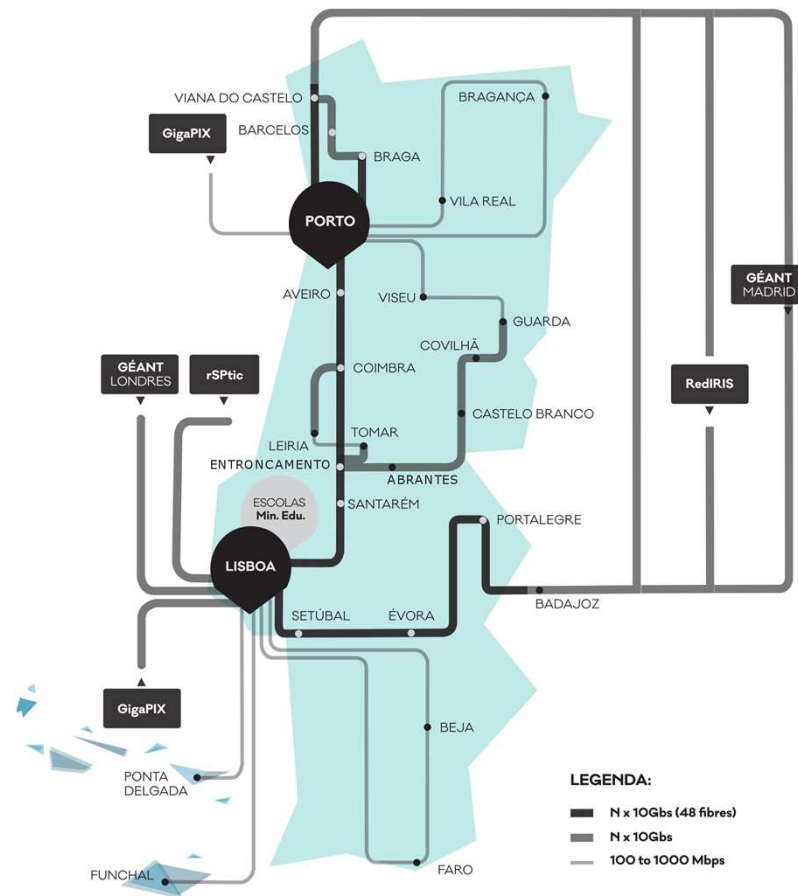 VIANA DO CASTELO
BRAGANÇA
BARCELOS
GigaPIX
BRAGA
VILA REAL
PORTO
GÉANT
MADRID
AVEIRO
VISEU
GUARDA
COVILHÃ
GÉANT
LONDRES
rSPtic
COIMBRA
RedIRIS
CASTELO BRANCO
TOMAR
LEIRIA
ENTRONCAMENTO
ABRANTES
ESCOLAS
Min. Edu.
SANTARÉM
PORTALEGRE
LISBOA
BADAJOZ
SETÚBAL
ÉVORA
GigaPIX
BEJA
PONTA
DELGADA
LEGENDA:
N x 10Gbs (48 fibres)
N x 10Gbs
100 to 1000 Mbps
FUNCHAL
FARO